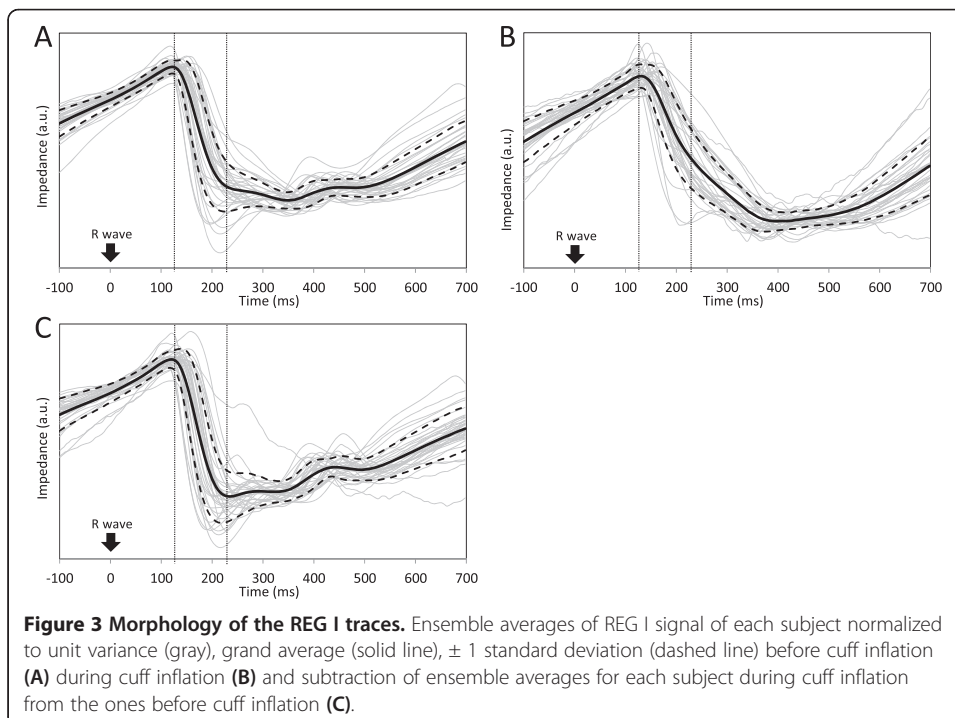 A
Impedance (a.u.)
R wave
-100 0 100 200 300 400 500 600 700
Time (ms)
B
Impedance (a.u.)
R wave
-100 0 100 200 300 400 500 600 700
Time (ms)
C
Impedance (a.u.)
R wave
-100 0 100 200 300 400 500 600 700
Time (ms)
Figure 3 Morphology of the REG I traces. Ensemble averages of REG I signal of each subject normalized
to unit variance (gray), grand average (solid line), ± 1 standard deviation (dashed line) before cuff inflation
(A) during cuff inflation (B) and subtraction of ensemble averages for each subject during cuff inflation
from the ones before cuff inflation (C).